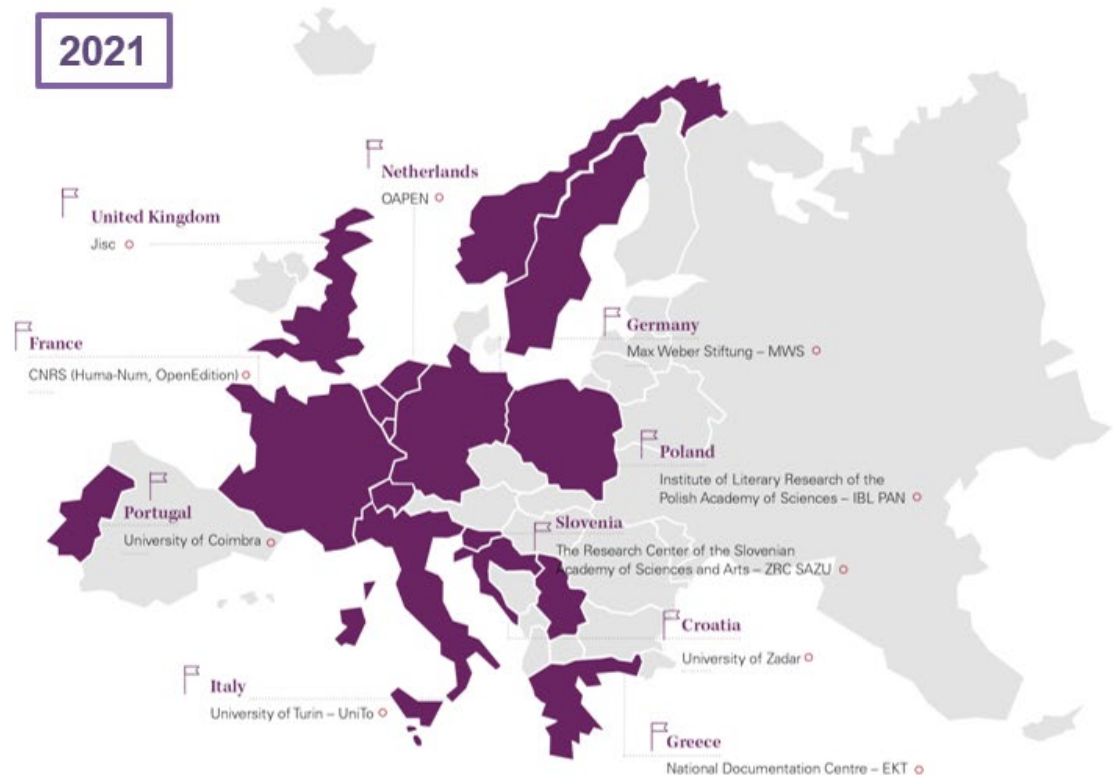 2021
Netherlands
OAPEN
United Kingdom
Jisc
Germany
Max Weber Stiftung – MWS
France
CNRS (Huma-Num, OpenEdition)
Poland
Institute of Literary Research of the
Polish Academy of Sciences – IBL PAN
Portugal
University of Coimbra
Slovenia
The Research Center of the Slovenian
Academy of Sciences and Arts – ZRC SAZU
Croatia
University of Zadar
Italy
University of Turin – UniTo
Greece
National Documentation Centre – EKT